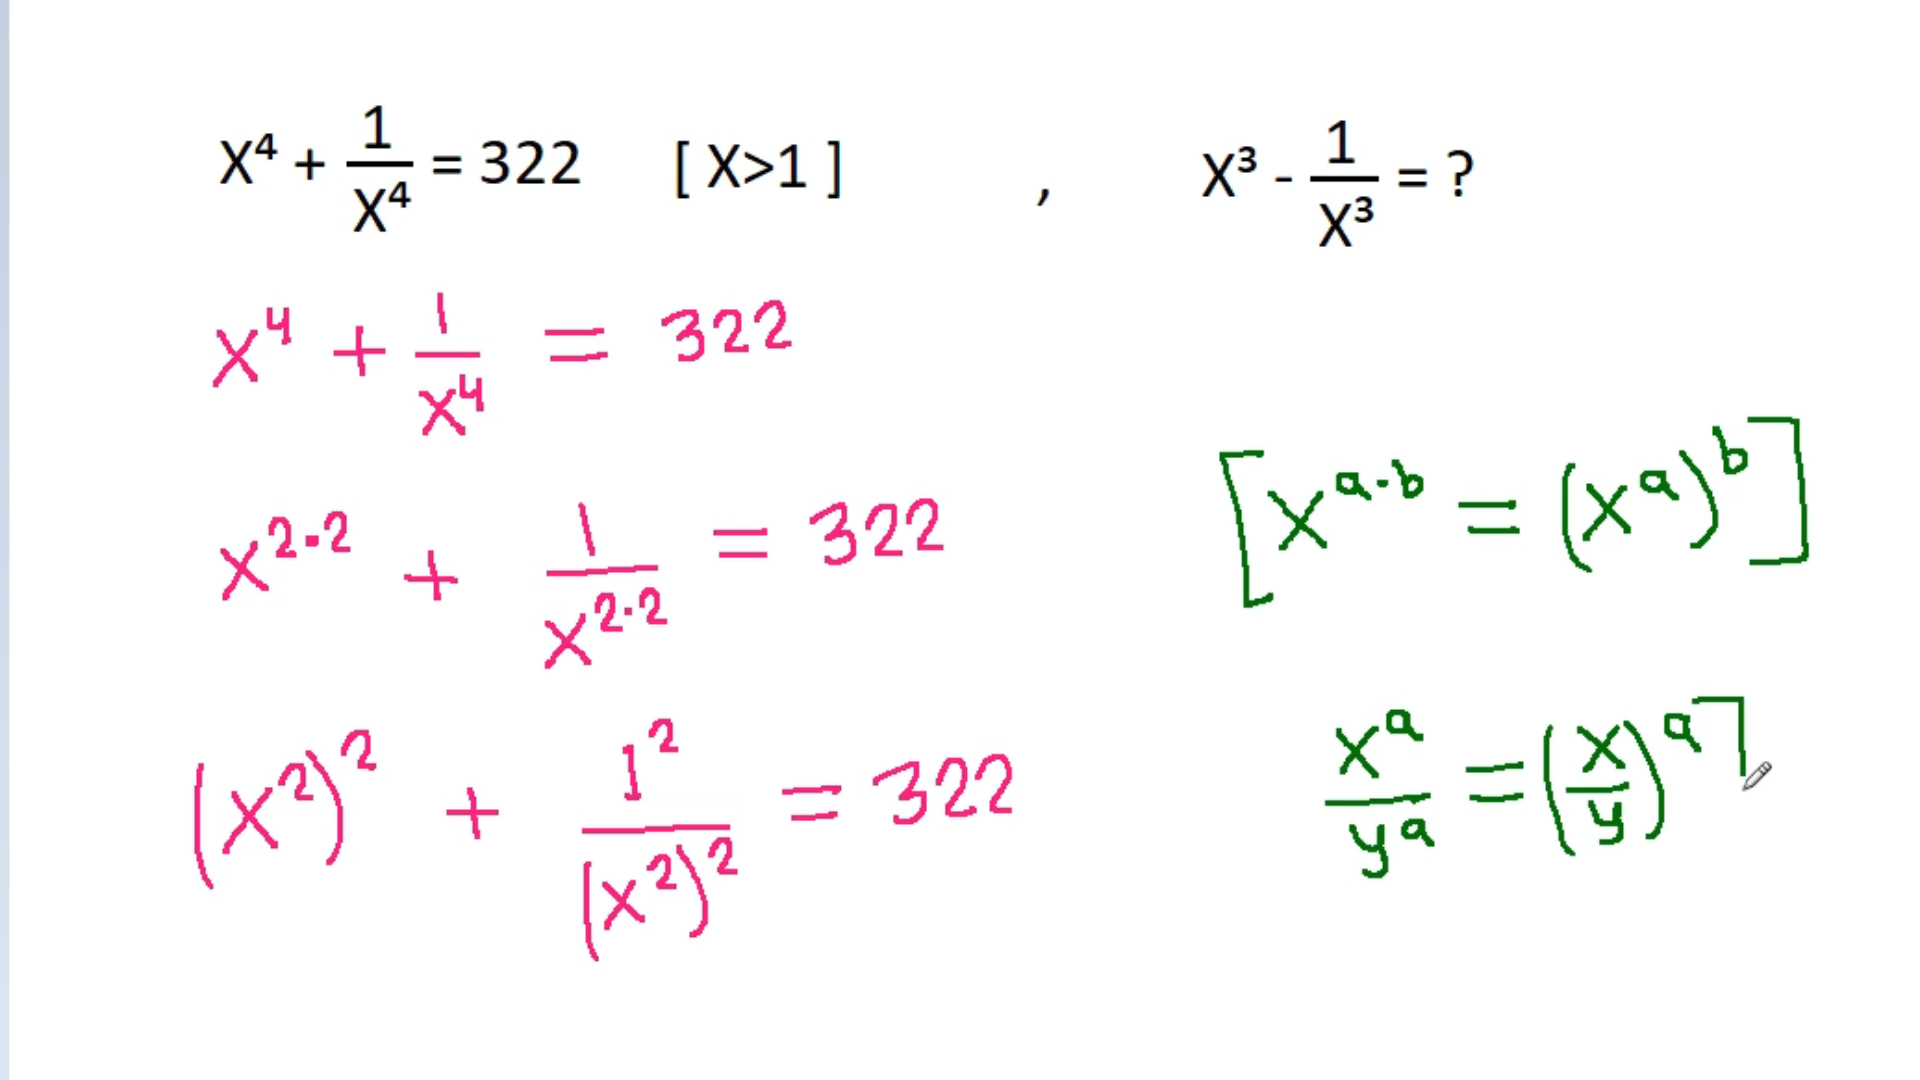 X⁴ + 1/X⁴ = 322 [ X>1 ] , X³ - 1/X³ = ?
x⁴ + 1/x⁴ = 322
[x^(a·b) = (x^a)^b]
x^(2·2) + 1/x^(2·2) = 322
x^a/y^a = (x/y)^a]
(x²)² + 1²/(x²)² = 322